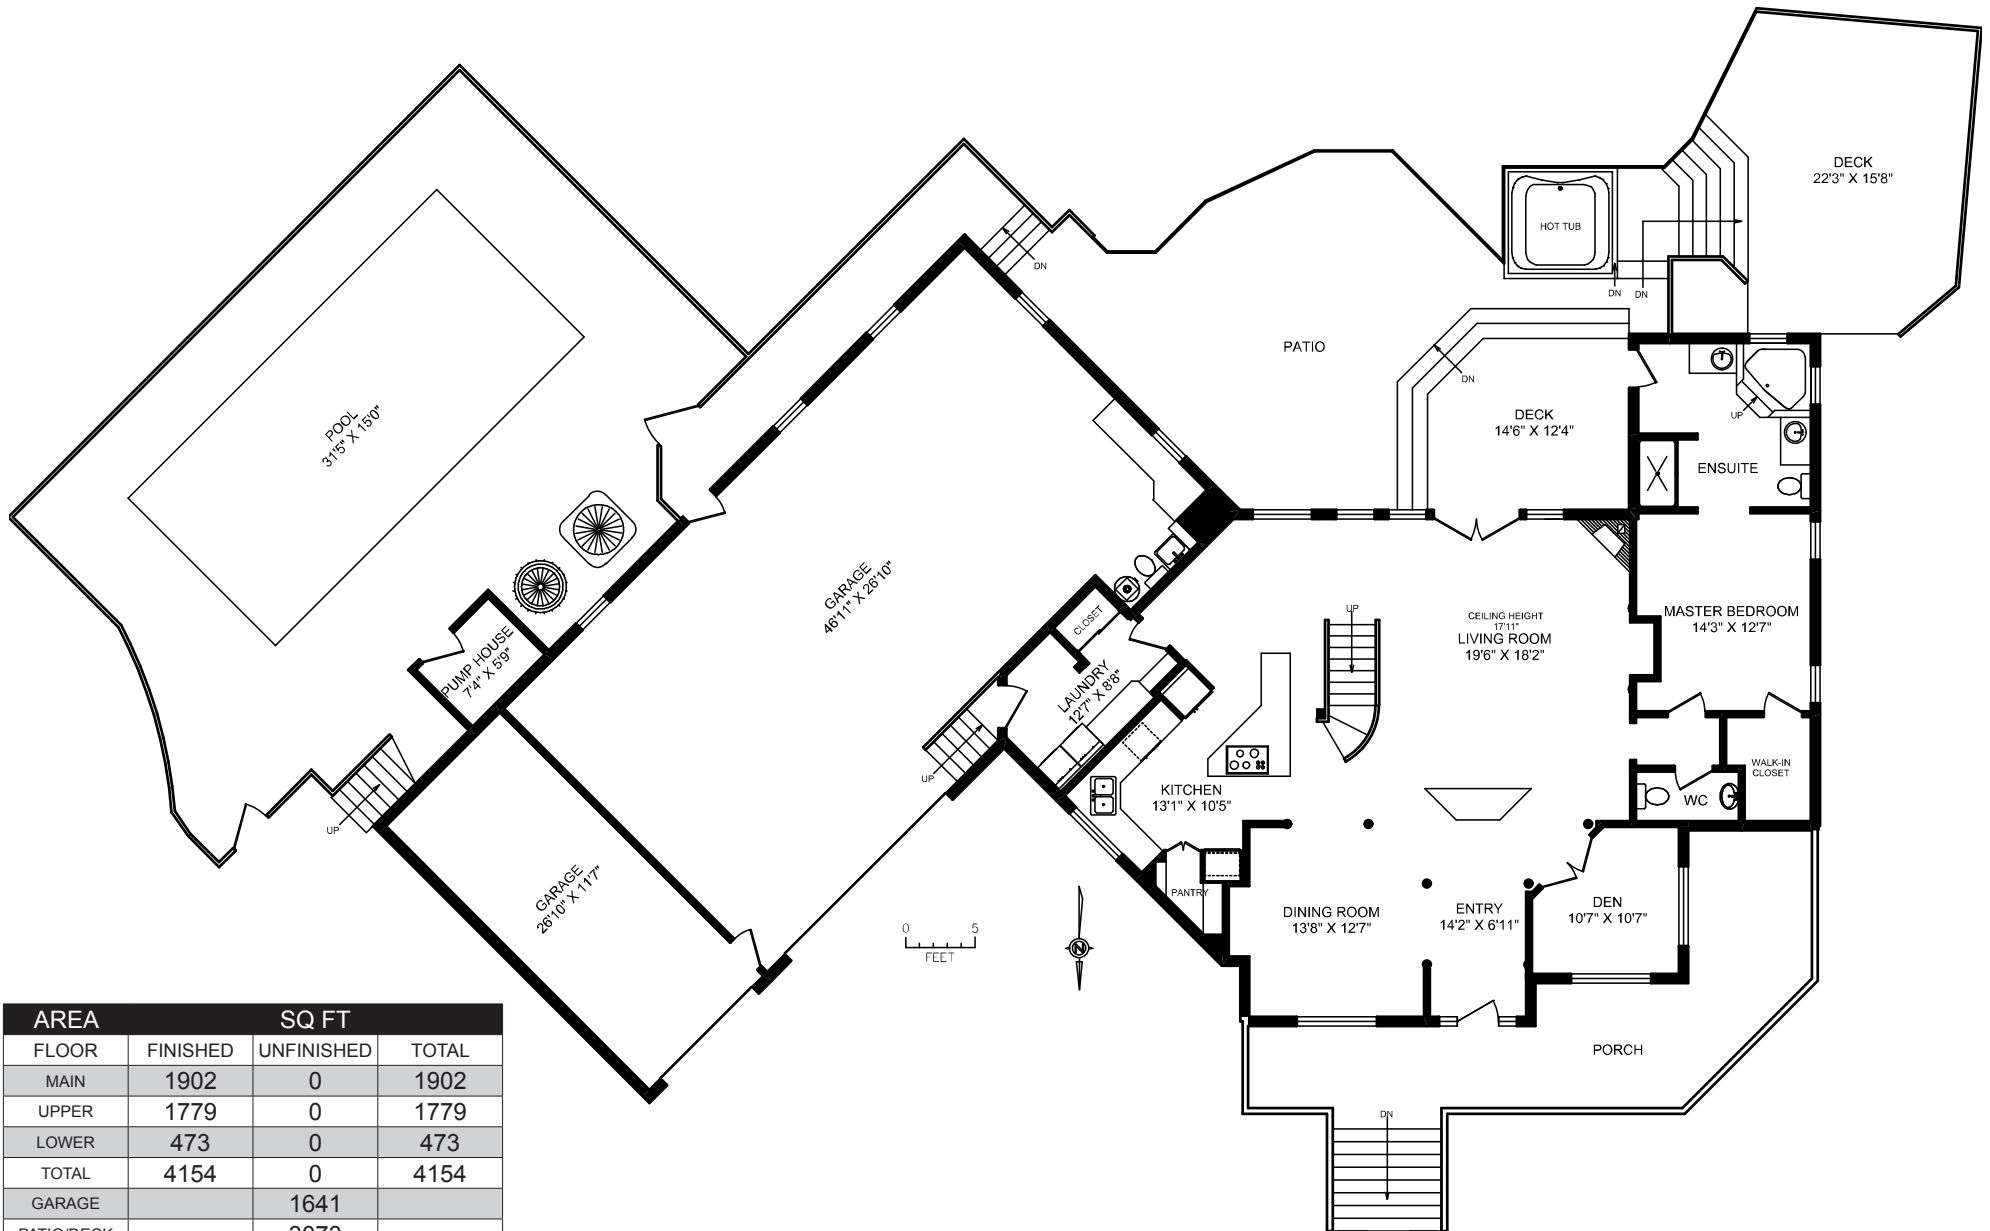 DECK
22'3" X 15'8"
HOT TUB
DN
DN
DN
PATIO
DN
DECK
14'6" X 12'4"
UP
ENSUITE
POOL
31'5" X 15'0"
GARAGE
46'11" X 26'10"
CLOSET
UP
CEILING HEIGHT
17'11"
LIVING ROOM
19'6" X 18'2"
MASTER BEDROOM
14'3" X 12'7"
PUMP HOUSE
7'4" X 5'9"
LAUNDRY
12'7" X 8'8"
UP
WALK-IN
CLOSET
KITCHEN
13'1" X 10'5"
WC
UP
GARAGE
26'10" X 11'7"
PANTRY
DINING ROOM
13'8" X 12'7"
ENTRY
14'2" X 6'11"
DEN
10'7" X 10'7"
0 5
FEET
N
PORCH
DN
AREA SQ FT
FLOOR FINISHED UNFINISHED TOTAL
MAIN 1902 0 1902
UPPER 1779 0 1779
LOWER 473 0 473
TOTAL 4154 0 4154
GARAGE 1641